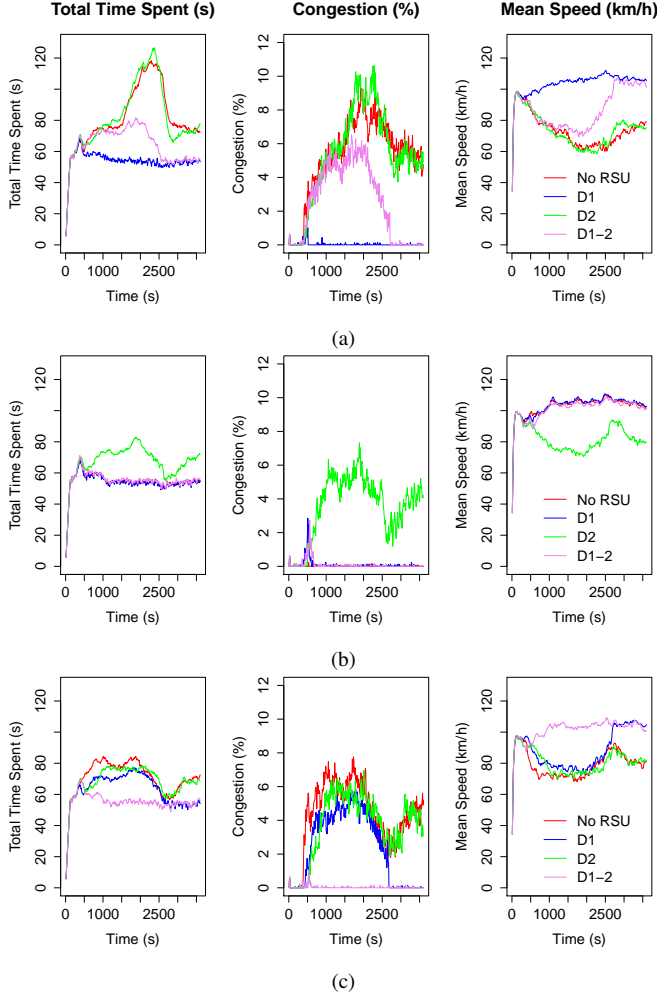 Total Time Spent (s) Congestion (%) Mean Speed (km/h)
Total Time Spent (s)
0 20 40 60 80 120
0 1000 2500
Time (s)
Congestion (%)
0 2 4 6 8 10 12
0 1000 2500
Time (s)
Mean Speed (km/h)
0 20 40 60 80 120
No RSU
D1
D2
D1−2
0 1000 2500
Time (s)
(a)
Total Time Spent (s)
0 20 40 60 80 120
0 1000 2500
Time (s)
Congestion (%)
0 2 4 6 8 10 12
0 1000 2500
Time (s)
Mean Speed (km/h)
0 20 40 60 80 120
No RSU
D1
D2
D1−2
0 1000 2500
Time (s)
(b)
Total Time Spent (s)
0 20 40 60 80 120
0 1000 2500
Time (s)
Congestion (%)
0 2 4 6 8 10 12
0 1000 2500
Time (s)
Mean Speed (km/h)
0 20 40 60 80 120
No RSU
D1
D2
D1−2
0 1000 2500
Time (s)
(c)